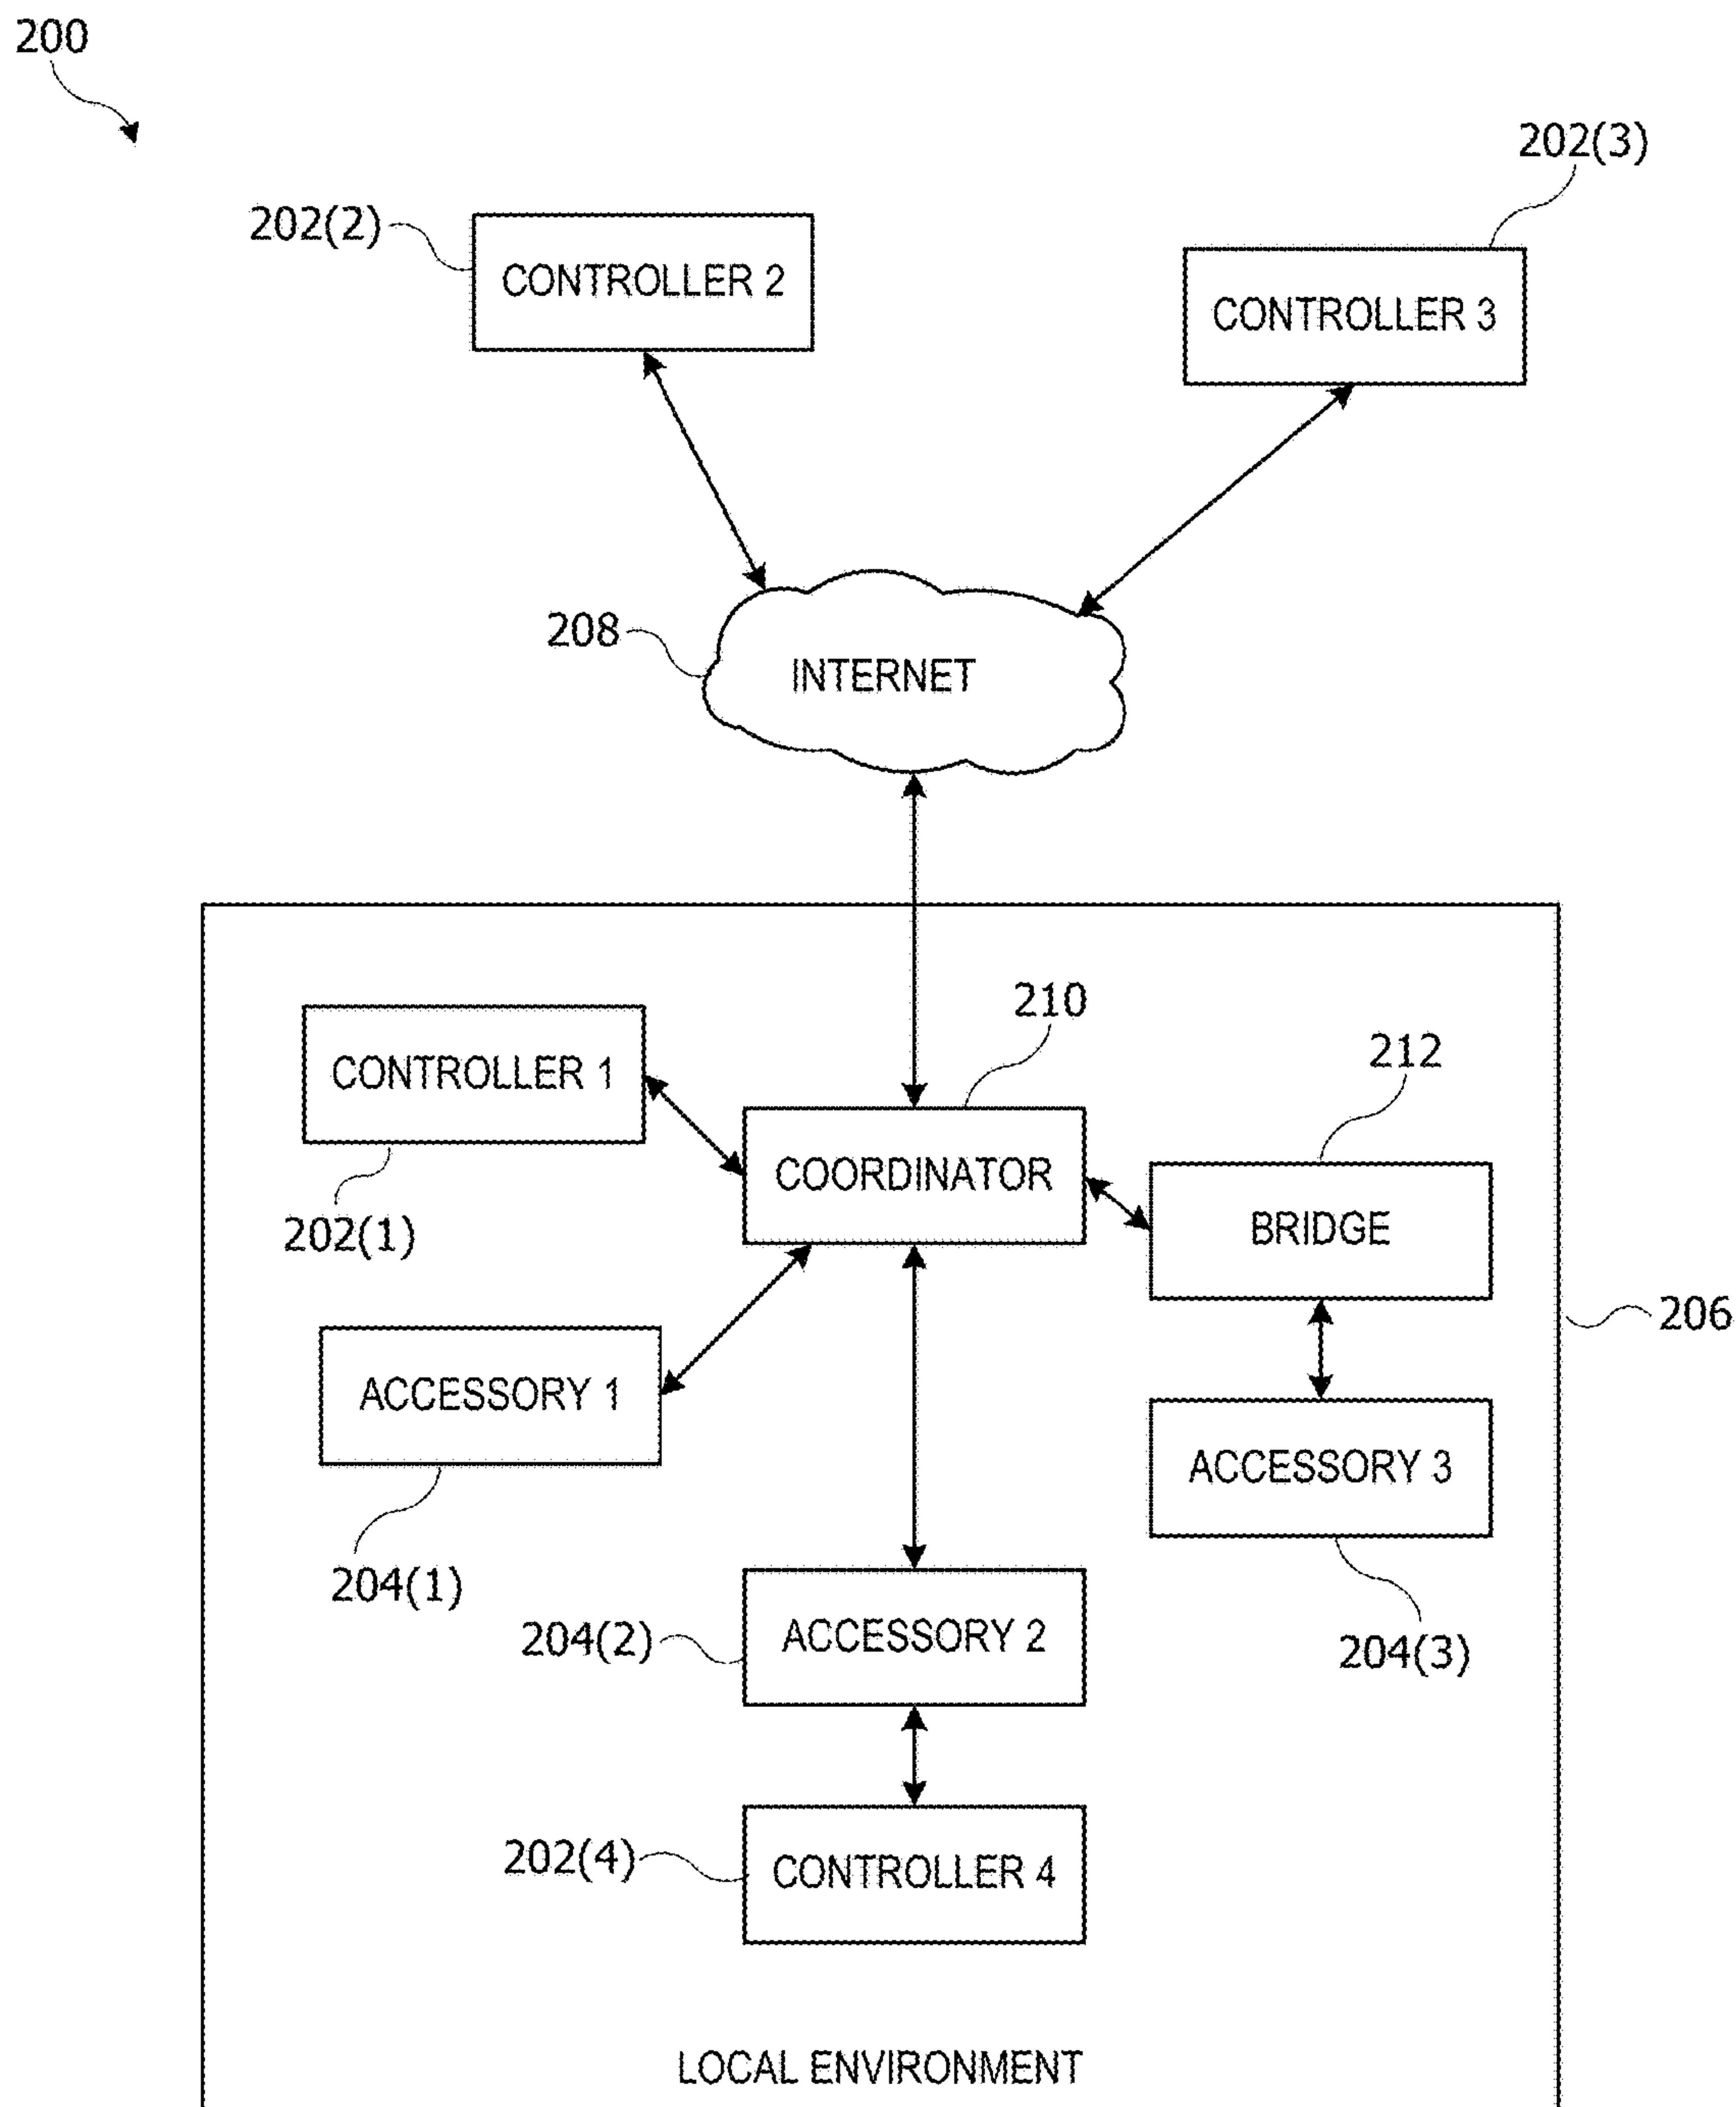 200
202(3)
202(2)
CONTROLLER 2
CONTROLLER 3
208
INTERNET
210
CONTROLLER 1
212
COORDINATOR
202(1)
BRIDGE
206
ACCESSORY 1
ACCESSORY 3
204(1)
204(2)
ACCESSORY 2
204(3)
202(4)
CONTROLLER 4
LOCAL ENVIRONMENT